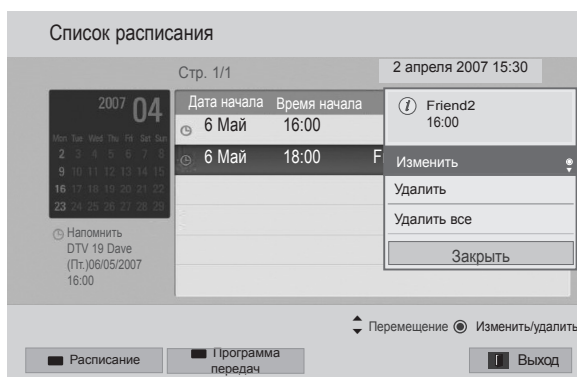 Список расписания
Стр. 1/1
2 апреля 2007 15:30
2007 04
Mon Tue Wed Thu Fri Sat Sun
2 3 4 5 6 7 8
9 10 11 12 13 14 15
16 17 18 19 20 21 22
23 24 25 26 27 28 29
Напомнить
DTV 19 Dave
(Пт.)06/05/2007
16:00
Дата начала Время начала
6 Май 16:00
6 Май 18:00 F
Friend2
16:00
Изменить
Удалить
Удалить все
Закрыть
Перемещение Изменить/удалить
Расписание
Программа
передач
Выход